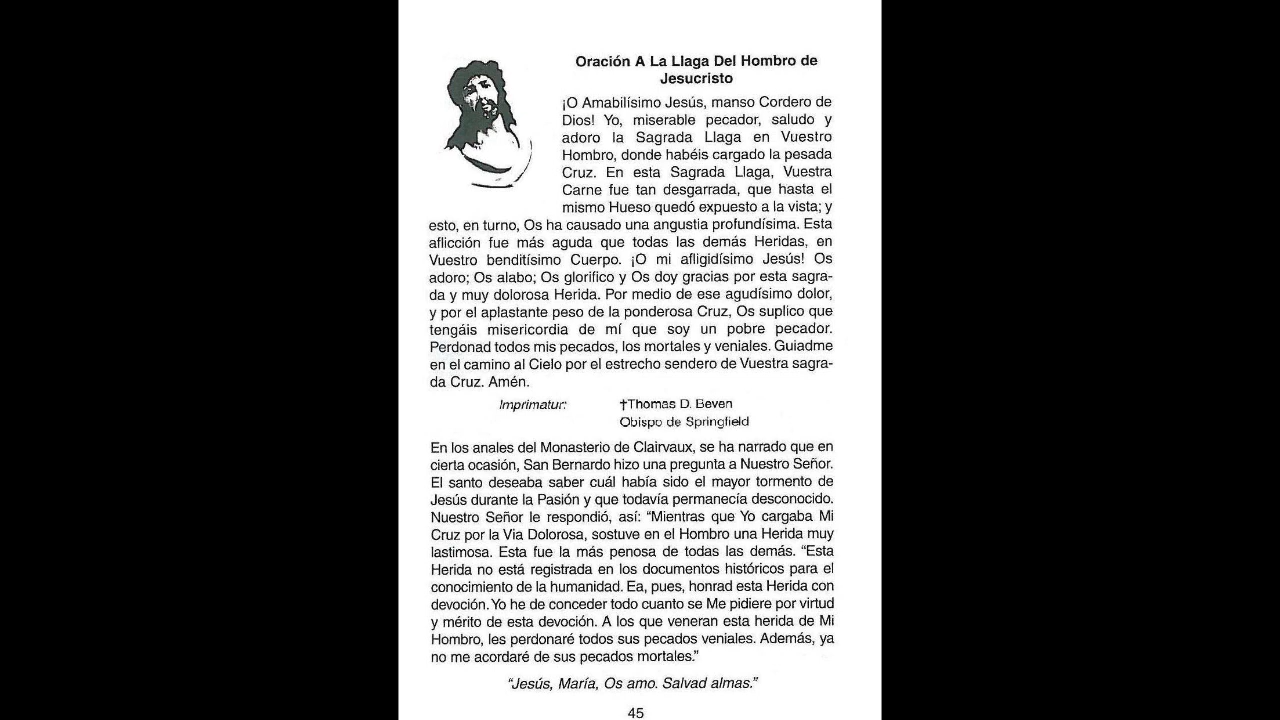 Oración A La Llaga Del Hombro de
Jesucristo
¡O Amabilísimo Jesús, manso Cordero de
Dios! Yo, miserable pecador, saludo y
adoro la Sagrada Llaga en Vuestro
Hombro, donde habéis cargado la pesada
Cruz. En esta Sagrada Llaga, Vuestra
Carne fue tan desgarrada, que hasta el
mismo Hueso quedó expuesto a la vista; y
esto, en turno, Os ha causado una angustia profundísima. Esta
aflicción fue más aguda que todas las demás Heridas, en
Vuestro benditísimo Cuerpo. ¡O mi afligidísimo Jesús! Os
adoro; Os alabo; Os glorifico y Os doy gracias por esta sagra-
da y muy dolorosa Herida. Por medio de ese agudísimo dolor,
y por el aplastante peso de la ponderosa Cruz, Os suplico que
tengáis misericordia de mí que soy un pobre pecador.
Perdonad todos mis pecados, los mortales y veniales. Guiadme
en el camino al Cielo por el estrecho sendero de Vuestra sagra-
da Cruz. Amén.
Imprimatur: †Thomas D. Beven
Obispo de Springfield
En los anales del Monasterio de Clairvaux, se ha narrado que en
cierta ocasión, San Bernardo hizo una pregunta a Nuestro Señor.
El santo deseaba saber cuál había sido el mayor tormento de
Jesús durante la Pasión y que todavía permanecía desconocido.
Nuestro Señor le respondió, así: “Mientras que Yo cargaba Mi
Cruz por la Via Dolorosa, sostuve en el Hombro una Herida muy
lastimosa. Esta fue la más penosa de todas las demás. “Esta
Herida no está registrada en los documentos históricos para el
conocimiento de la humanidad. Ea, pues, honrad esta Herida con
devoción. Yo he de conceder todo cuanto se Me pidiere por virtud
y mérito de esta devoción. A los que veneran esta herida de Mi
Hombro, les perdonaré todos sus pecados veniales. Además, ya
no me acordaré de sus pecados mortales.”
“Jesús, María, Os amo. Salvad almas.”
45